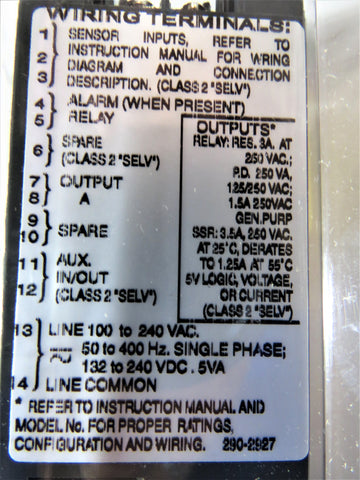 WIRING TERMINALS:
1 SENSOR INPUTS, REFER TO
2 INSTRUCTION MANUAL FOR WRING
DIAGRAM AND CONNECTION
3 DESCRIPTION. (CLASS 2 "SELV")
4 ALARM (WHEN PRESENT)
5 RELAY
6 SPARE
(CLASS 2 "SELV")
7 OUTPUT
8 A
9
10 SPARE
11 AUX.
IN/OUT
12 (CLASS 2 "SELV")
OUTPUTS*
RELAY: RES. 3A. AT
250 VAC.;
P.D. 250 VA,
125/250 VAC;
1.5A 250VAC
GEN.PURP
SSR: 3.5A, 250 VAC.
AT 25°C, DERATES
TO 1.25A AT 55°C
5V LOGIC, VOLTAGE,
OR CURRENT
(CLASS 2 "SELV")
13 LINE 100 to 240 VAC.
50 to 400 Hz. SINGLE PHASE;
132 to 240 VDC . 5VA
14 LINE COMMON
* REFER TO INSTRUCTION MANUAL AND
MODEL No. FOR PROPER RATINGS,
CONFIGURATION AND WIRING. 290-2927